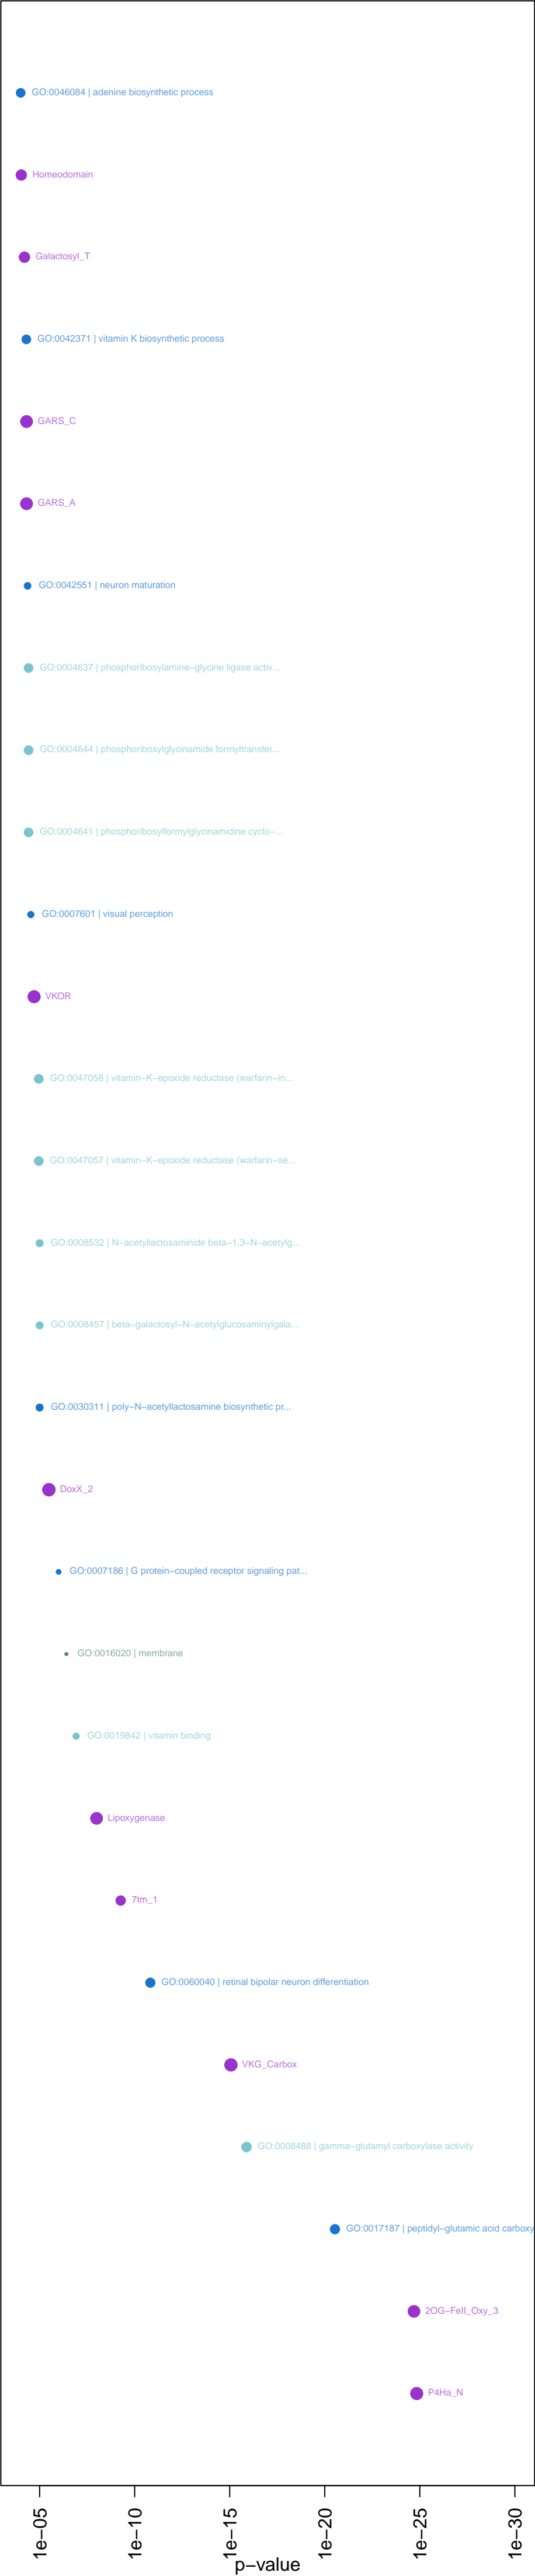 GO:0046084 | adenine biosynthetic process
Homeodomain
Galactosyl_T
GO:0042371 | vitamin K biosynthetic process
GARS_C
GARS_A
GO:0042551 | neuron maturation
GO:0004637 | phosphoribosylamine−glycine ligase activ...
GO:0004644 | phosphoribosylglycinamide formyltransfer...
GO:0004641 | phosphoribosylformylglycinamidine cyclo−...
GO:0007601 | visual perception
VKOR
GO:0047058 | vitamin−K−epoxide reductase (warfarin−in...
GO:0047057 | vitamin−K−epoxide reductase (warfarin−se...
GO:0008532 | N−acetyllactosaminide beta−1,3−N−acetylg...
GO:0008457 | beta−galactosyl−N−acetylglucosaminylgala...
GO:0030311 | poly−N−acetyllactosamine biosynthetic pr...
DoxX_2
GO:0007186 | G protein−coupled receptor signaling pat...
GO:0016020 | membrane
GO:0019842 | vitamin binding
Lipoxygenase
7tm_1
GO:0060040 | retinal bipolar neuron differentiation
VKG_Carbox
GO:0008488 | gamma−glutamyl carboxylase activity
GO:0017187 | peptidyl−glutamic acid carboxy
2OG−FeII_Oxy_3
P4Ha_N
1e−05
1e−10
1e−15
1e−20
1e−25
1e−30
p−value